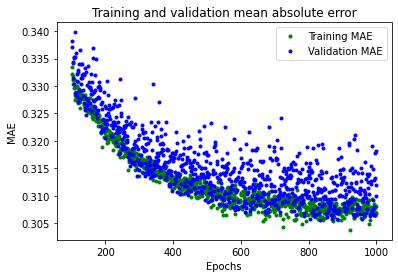 Training and validation mean absolute error
0.340
0.335
0.330
0.325
0.320
0.315
0.310
0.305
MAE
Training MAE
Validation MAE
200
400
600
800
1000
Epochs